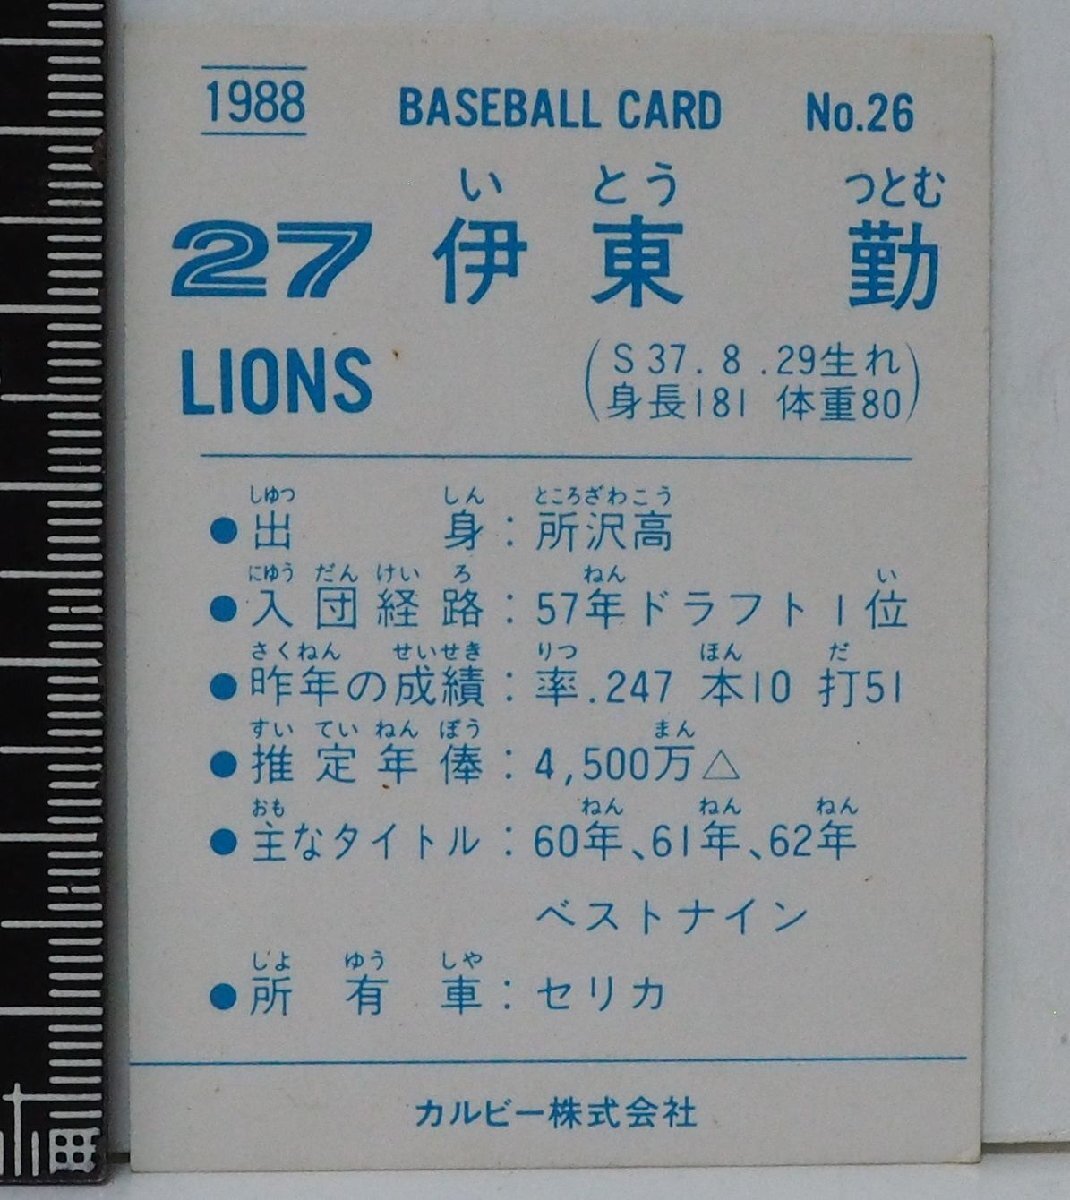 1988 BASEBALL CARD No.26
い とう つとむ
27 伊東 勤
LIONS
(S37.8.29生れ
身長181 体重80)
しゅつ しん ところざわこう
●出身:所沢高
にゅう だん けい ろ ねん い
●入団経路:57年ドラフト1位
さくねん せいせき りつ ほん だ
●昨年の成績:率.247 本10 打51
すい てい ねん ぽう まん
●推定年俸:4,500万△
おも ねん ねん ねん
●主なタイトル:60年、61年、62年
ベストナイン
しょ ゆう しゃ
●所有車:セリカ
カルビー株式会社